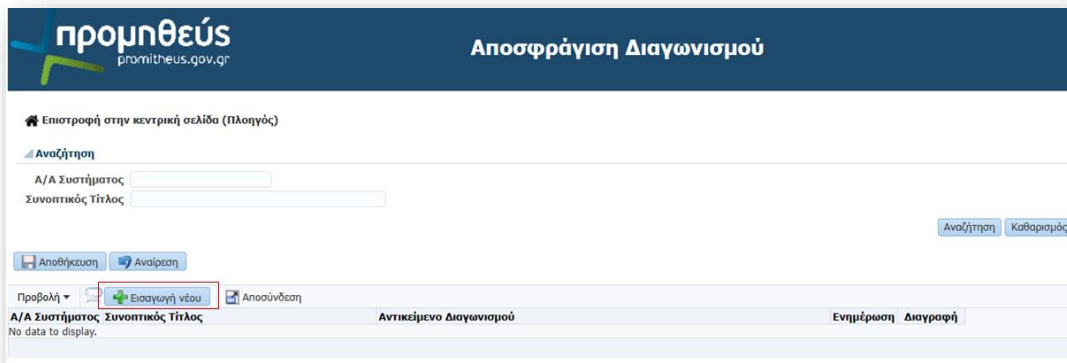 προμηθεύς
promitheus.gov.gr
Αποσφράγιση Διαγωνισμού
Επιστροφή στην κεντρική σελίδα (Πλοηγός)
Αναζήτηση
Α/Α Συστήματος
Συνοπτικός Τίτλος
Αναζήτηση Καθαρισμός
Αποθήκευση Αναίρεση
Προβολή Εισαγωγή νέου Αποσύνδεση
Α/Α Συστήματος Συνοπτικός Τίτλος Αντικείμενο Διαγωνισμού Ενημέρωση Διαγραφή
No data to display.